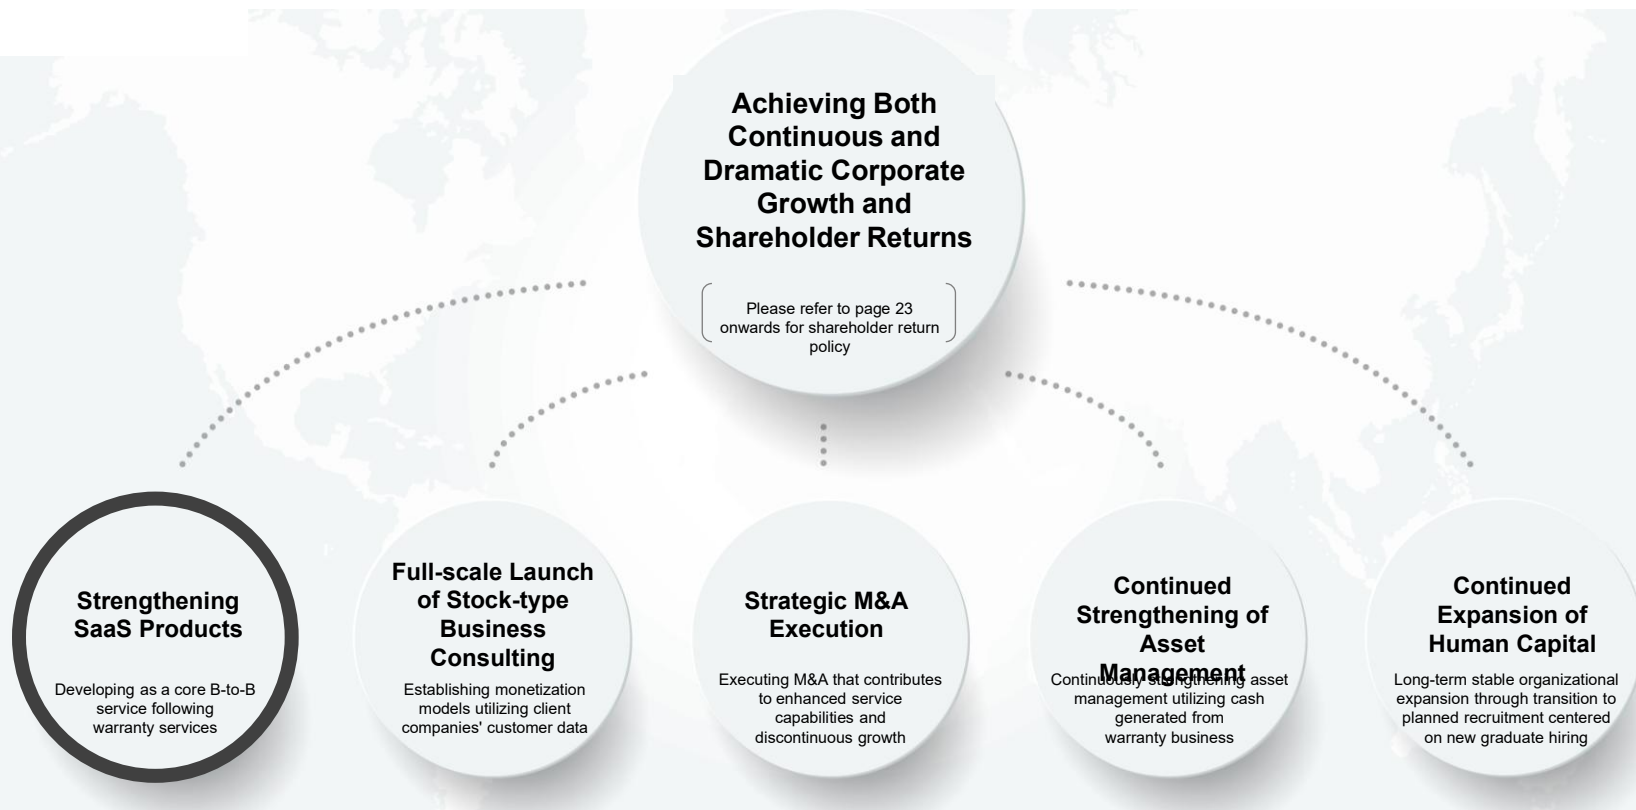 Achieving Both
Continuous and
Dramatic Corporate
Growth and
Shareholder Returns
Please refer to page 23
onwards for shareholder return
policy
Strengthening
SaaS Products
Developing as a core B-to-B
service following
warranty services
Full-scale Launch
of Stock-type
Business
Consulting
Establishing monetization
models utilizing client
companies' customer data
Strategic M&A
Execution
Executing M&A that contributes
to enhanced service
capabilities and
discontinuous growth
Continued
Strengthening of
Asset
Management
Continuously strengthening asset
management utilizing cash
generated from
warranty business
Continued
Expansion of
Human Capital
Long-term stable organizational
expansion through transition to
planned recruitment centered
on new graduate hiring